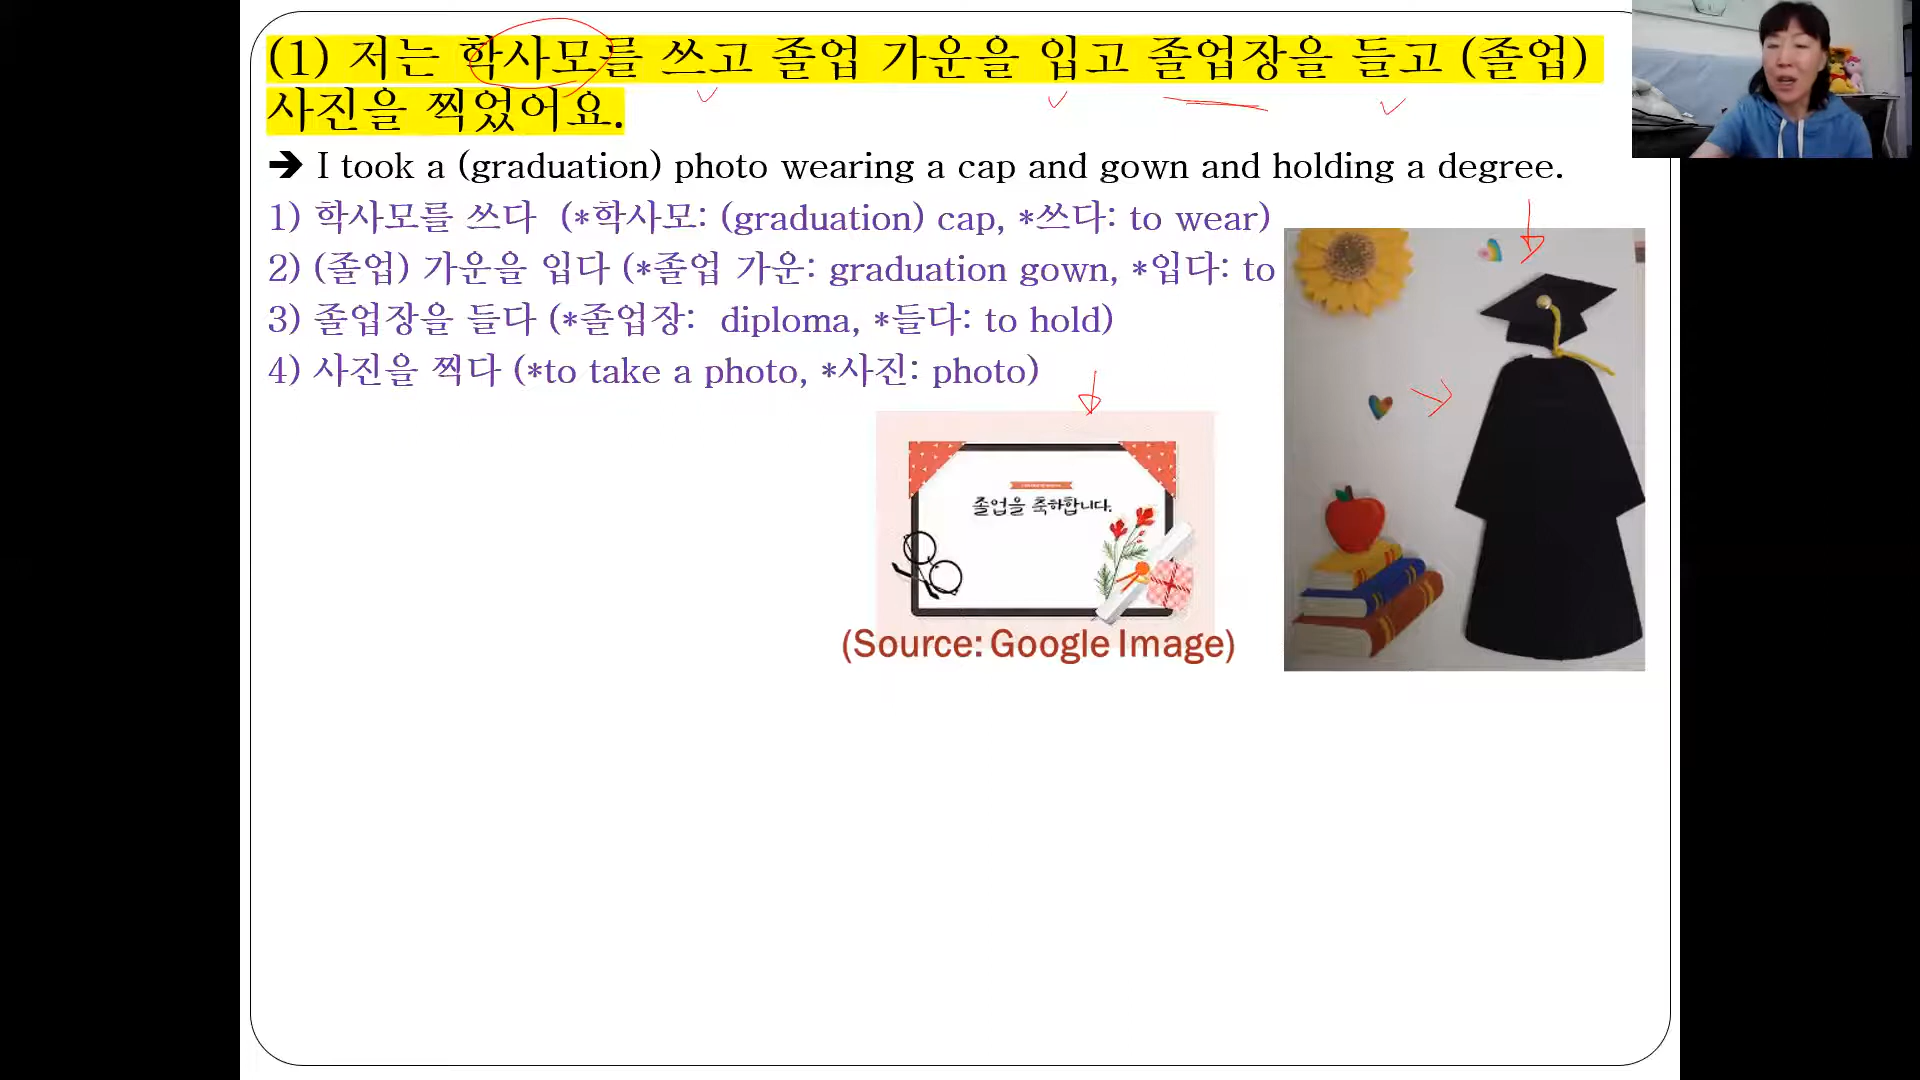 (1) 저는 학사모를 쓰고 졸업 가운을 입고 졸업장을 들고 (졸업)
사진을 찍었어요.
➔ I took a (graduation) photo wearing a cap and gown and holding a degree.
1) 학사모를 쓰다 (*학사모: (graduation) cap, *쓰다: to wear)
2) (졸업) 가운을 입다 (*졸업 가운: graduation gown, *입다: to
3) 졸업장을 들다 (*졸업장: diploma, *들다: to hold)
4) 사진을 찍다 (*to take a photo, *사진: photo)
졸업을 축하합니다.
(Source: Google Image)